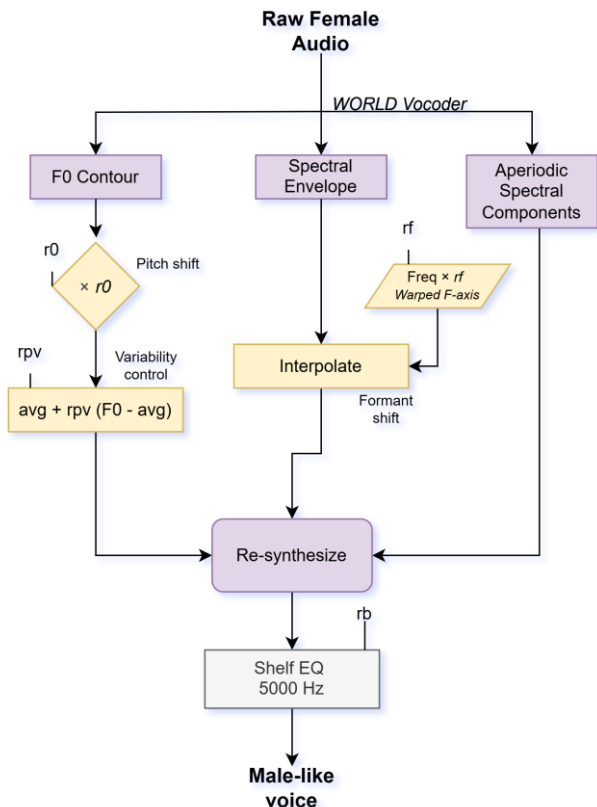 Raw Female
Audio
WORLD Vocoder
F0 Contour
Spectral
Envelope
Aperiodic
Spectral
Components
r0
Pitch shift
× r0
rf
Freq × rf
Warped F-axis
rpv
Variability
control
avg + rpv (F0 - avg)
Interpolate
Formant
shift
Re-synthesize
rb
Shelf EQ
5000 Hz
Male-like
voice